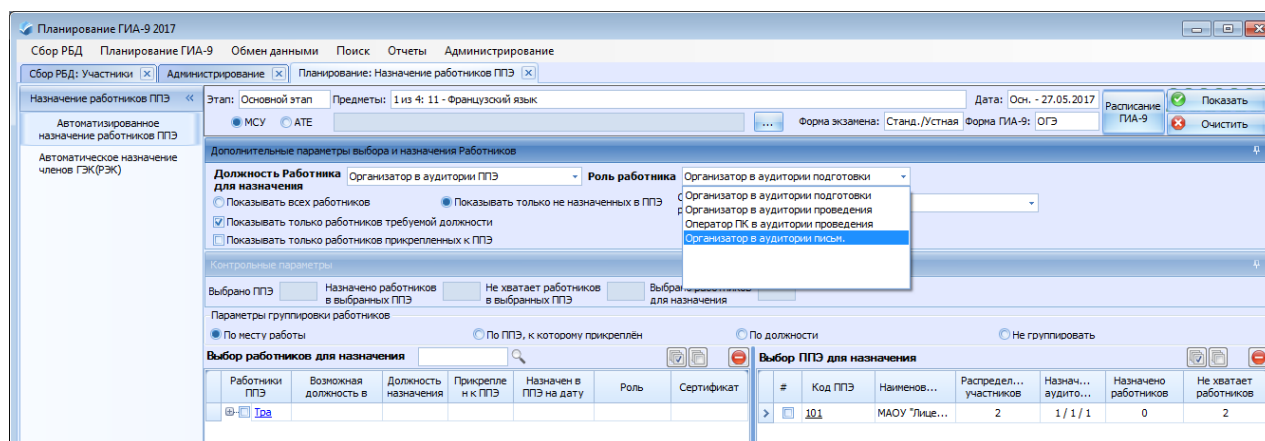 Планирование ГИА-9 2017
Сбор РБД Планирование ГИА-9 Обмен данными Поиск Отчеты Администрирование
Сбор РБД: Участники Администрирование Планирование: Назначение работников ППЭ
Назначение работников ППЭ «
Автоматизированное
назначение работников ППЭ
Автоматическое назначение
членов ГЭК(РЭК)
Этап: Основной этап Предметы: 1 из 4: 11 - Французский язык Дата: Осн. - 27.05.2017
МСУ АТЕ ... Форма экзамена: Станд./Устная Форма ГИА-9: ОГЭ
Расписание
ГИА-9
Показать
Очистить
Дополнительные параметры выбора и назначения Работников
Должность Работника
для назначения
Организатор в аудитории ППЭ
Роль работника Организатор в аудитории подготовки
Показывать всех работников Показывать только не назначенных в ППЭ
Показывать только работников требуемой должности
Показывать только работников прикрепленных к ППЭ
Организатор в аудитории подготовки
Организатор в аудитории проведения
Оператор ПК в аудитории проведения
Организатор в аудитории письм.
Контрольные параметры
Выбрано ППЭ
Назначено работников
в выбранных ППЭ
Не хватает работников
в выбранных ППЭ
для назначения
Параметры группировки работников
По месту работы По ППЭ, к которому прикреплён По должности Не группировать
Выбор работников для назначения
Работники
ППЭ
Возможная
должность в
Должность
назначения
Прикрепле
н к ППЭ
Назначен в
ППЭ на дату
Роль
Сертификат
Тра
Выбор ППЭ для назначения
#
Код ППЭ
Наименов...
Распредел...
участников
Назнач...
аудито...
Назначено
работников
Не хватает
работников
101 МАОУ "Лице... 2 1 / 1 / 1 0 2